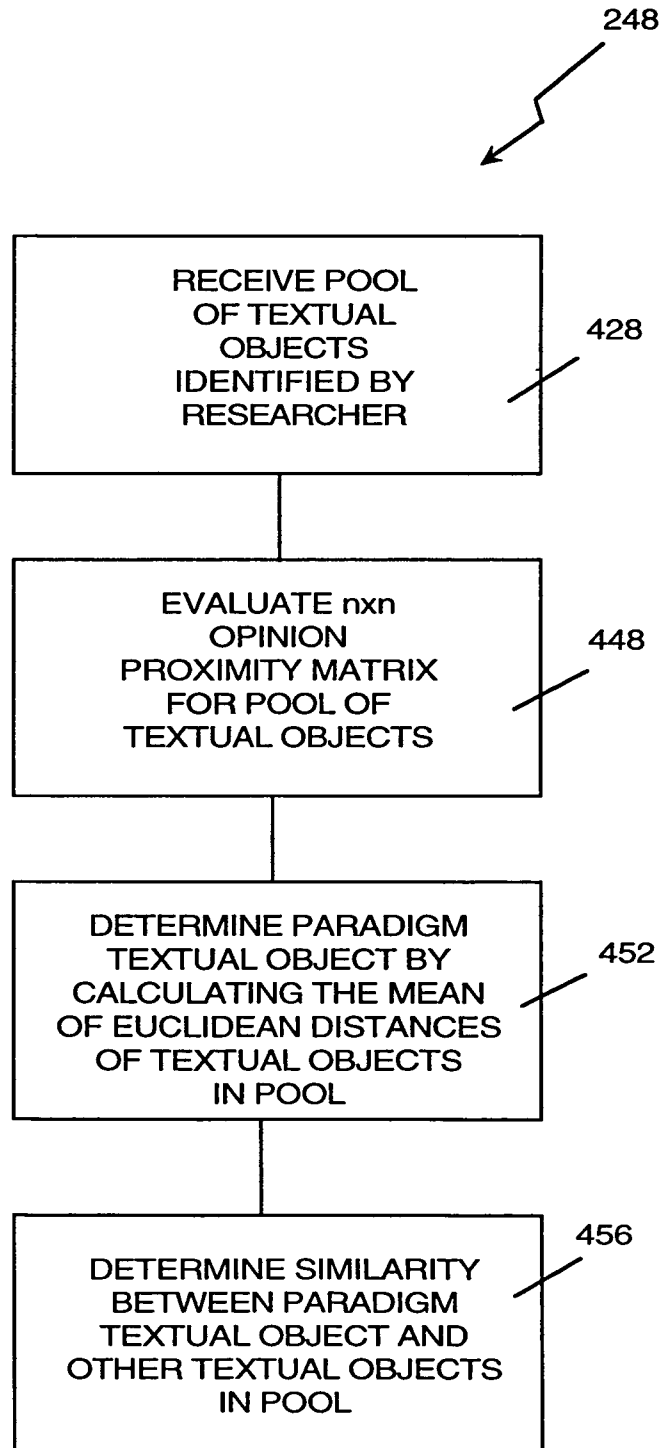 248
RECEIVE POOL
OF TEXTUAL
OBJECTS
IDENTIFIED BY
RESEARCHER
428
EVALUATE nxn
OPINION
PROXIMITY MATRIX
FOR POOL OF
TEXTUAL OBJECTS
448
DETERMINE PARADIGM
TEXTUAL OBJECT BY
CALCULATING THE MEAN
OF EUCLIDEAN DISTANCES
OF TEXTUAL OBJECTS
IN POOL
452
DETERMINE SIMILARITY
BETWEEN PARADIGM
TEXTUAL OBJECT AND
OTHER TEXTUAL OBJECTS
IN POOL
456